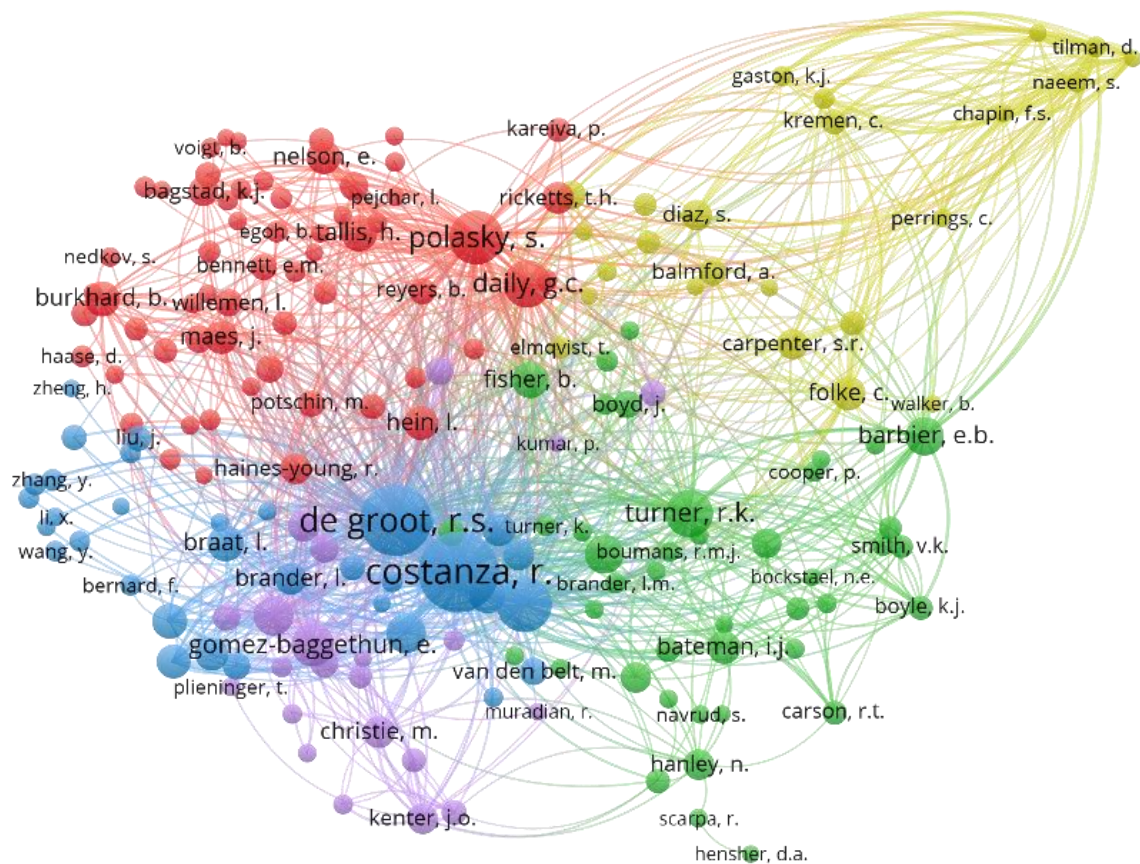 tilman, d.
gaston, k.j.
naeem, s.
kremen, c.
chapin, f.s.
kareiva, p.
voigt, b.
nelson, e.
bagstad, k.j.
pejchar, l.
ricketts, t.h.
diaz, s.
perrings, c.
egoh, b.
tallis, h.
polasky, s.
nedkov, s.
bennett, e.m.
balmford, a.
burkhard, b.
willemen, l.
reyers, b.
daily, g.c.
maes, j.
elmqvist, t.
carpenter, s.r.
haase, d.
fisher, b.
zheng, h.
potschin, m.
boyd, j.
folke, c.
walker, b.
hein, l.
liu, j.
kumar, p.
barbier, e.b.
haines-young, r.
cooper, p.
zhang, y.
li, x.
de groot, r.s.
turner, k.
turner, r.k.
wang, y.
braat, l.
boumans, r.m.j.
smith, v.k.
bernard, f.
brander, l.
costanza, r.
brander, l.m.
bockstael, n.e.
boyle, k.j.
gomez-baggethun, e.
bateman, i.j.
plieninger, t.
van den belt, m.
muradian, r.
navrud, s.
carson, r.t.
christie, m.
hanley, n.
kenter, j.o.
scarpa, r.
hensher, d.a.